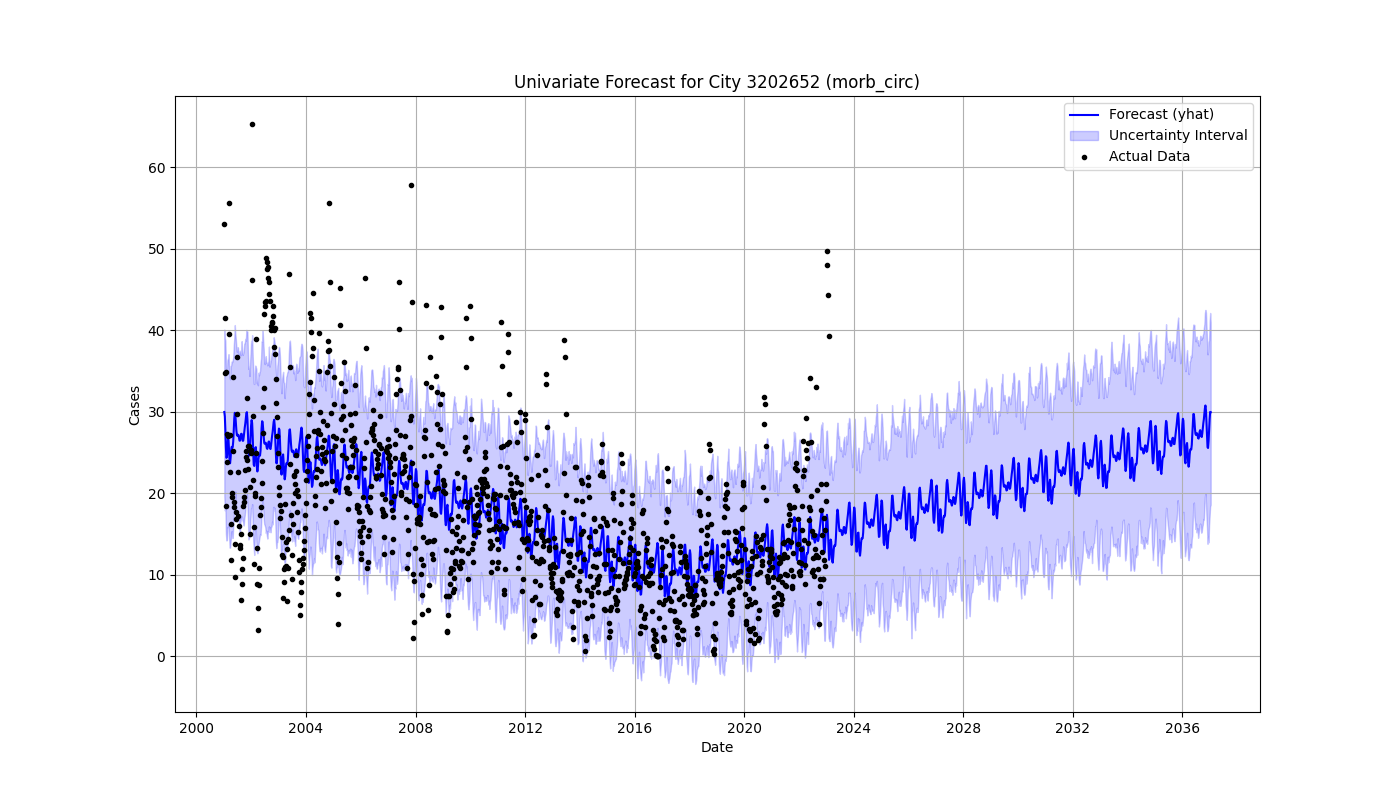 Univariate Forecast for City 3202652 (morb_circ)
Forecast (yhat)
Uncertainty Interval
Actual Data
Cases
60
50
40
30
20
10
0
2000 2004 2008 2012 2016 2020 2024 2028 2032 2036
Date